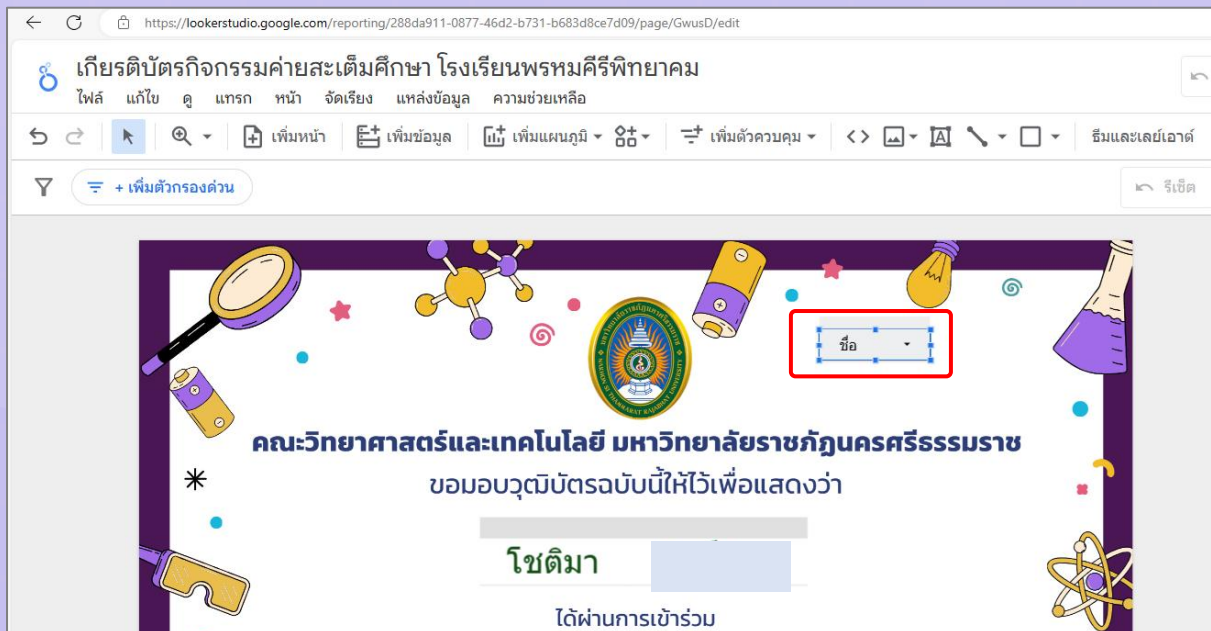 https://lookerstudio.google.com/reporting/288da911-0877-46d2-b731-b683d8ce7d09/page/GwusD/edit
เกียรติบัตรกิจกรรมค่ายสะเต็มศึกษา โรงเรียนพรหมคีรีพิทยาคม
ไฟล์ แก้ไข ดู แทรก หน้า จัดเรียง แหล่งข้อมูล ความช่วยเหลือ
เพิ่มหน้า เพิ่มข้อมูล เพิ่มแผนภูมิ เพิ่มตัวควบคุม ธีมและเลย์เอาต์
+ เพิ่มตัวกรองด่วน รีเซ็ต
ชื่อ
คณะวิทยาศาสตร์และเทคโนโลยี มหาวิทยาลัยราชภัฏนครศรีธรรมราช
ขอมอบวุฒิบัตรฉบับนี้ให้ไว้เพื่อแสดงว่า
โชติมา
ได้ผ่านการเข้าร่วม